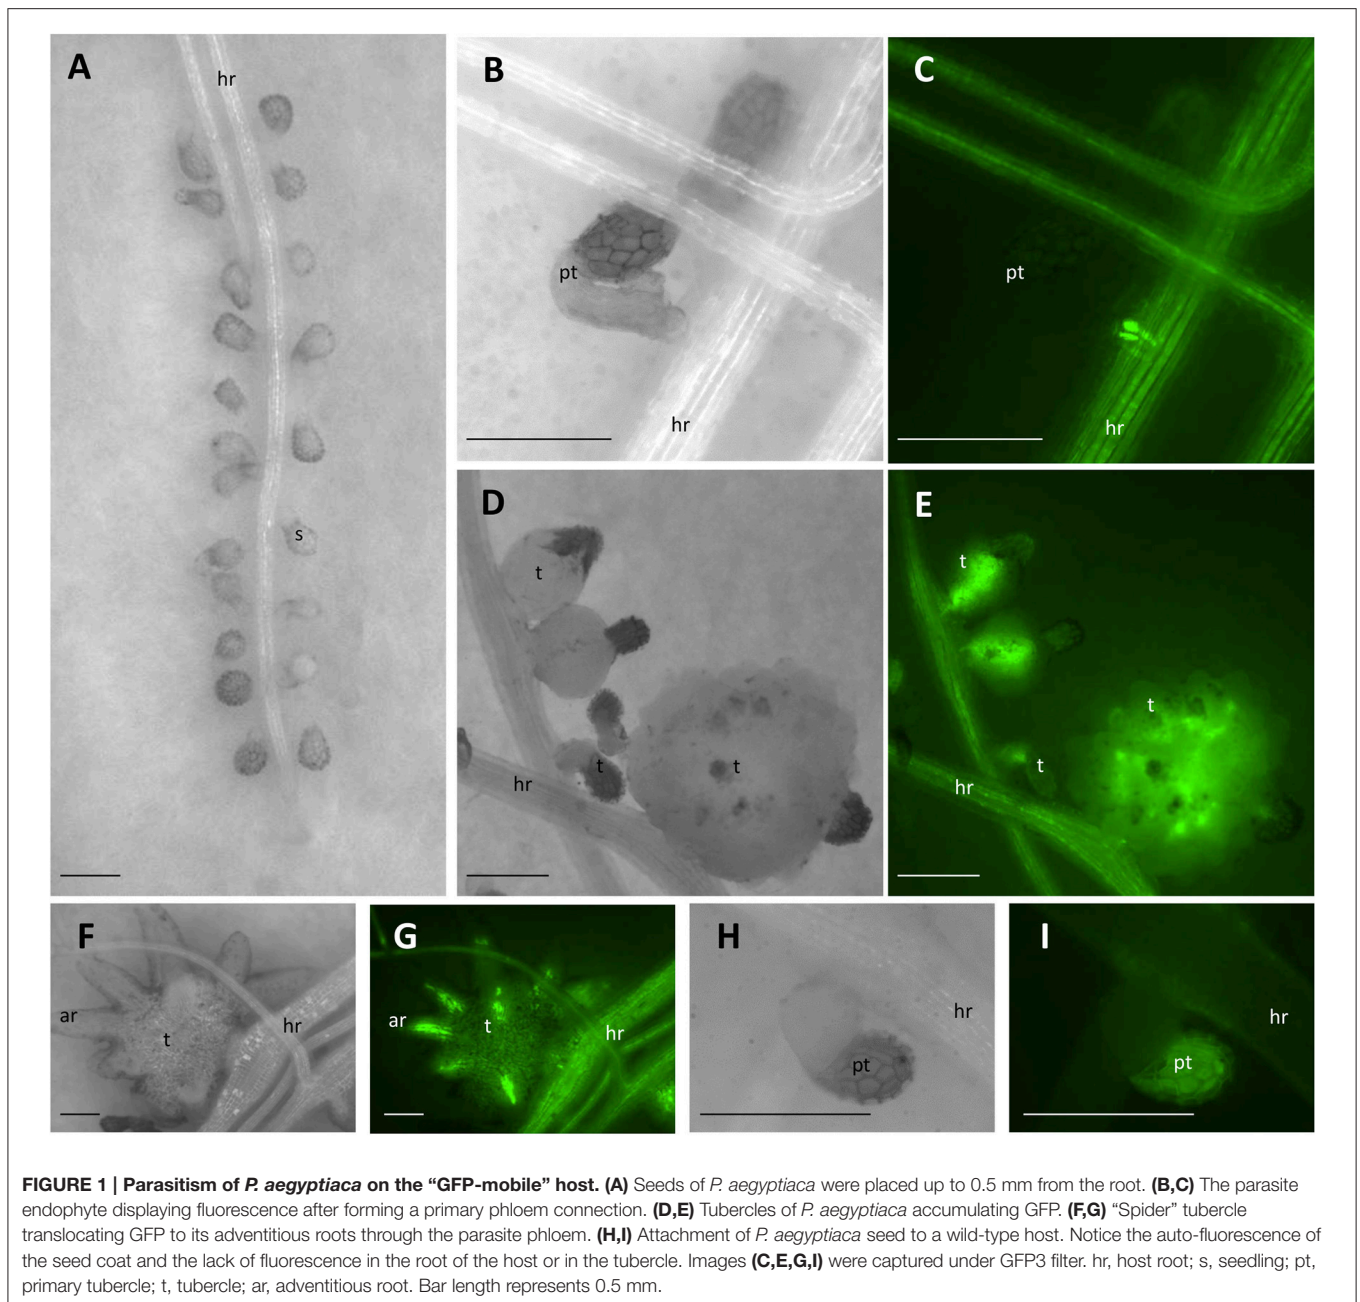 A
hr
s
B
pt
hr
C
pt
hr
D
t
t
t
hr
E
t
t
t
hr
F
ar
t
hr
G
ar
t
hr
H
hr
pt
I
hr
pt
FIGURE 1 | Parasitism of P. aegyptiaca on the “GFP-mobile” host. (A) Seeds of P. aegyptiaca were placed up to 0.5 mm from the root. (B,C) The parasite
endophyte displaying fluorescence after forming a primary phloem connection. (D,E) Tubercles of P. aegyptiaca accumulating GFP. (F,G) “Spider” tubercle
translocating GFP to its adventitious roots through the parasite phloem. (H,I) Attachment of P. aegyptiaca seed to a wild-type host. Notice the auto-fluorescence of
the seed coat and the lack of fluorescence in the root of the host or in the tubercle. Images (C,E,G,I) were captured under GFP3 filter. hr, host root; s, seedling; pt,
primary tubercle; t, tubercle; ar, adventitious root. Bar length represents 0.5 mm.